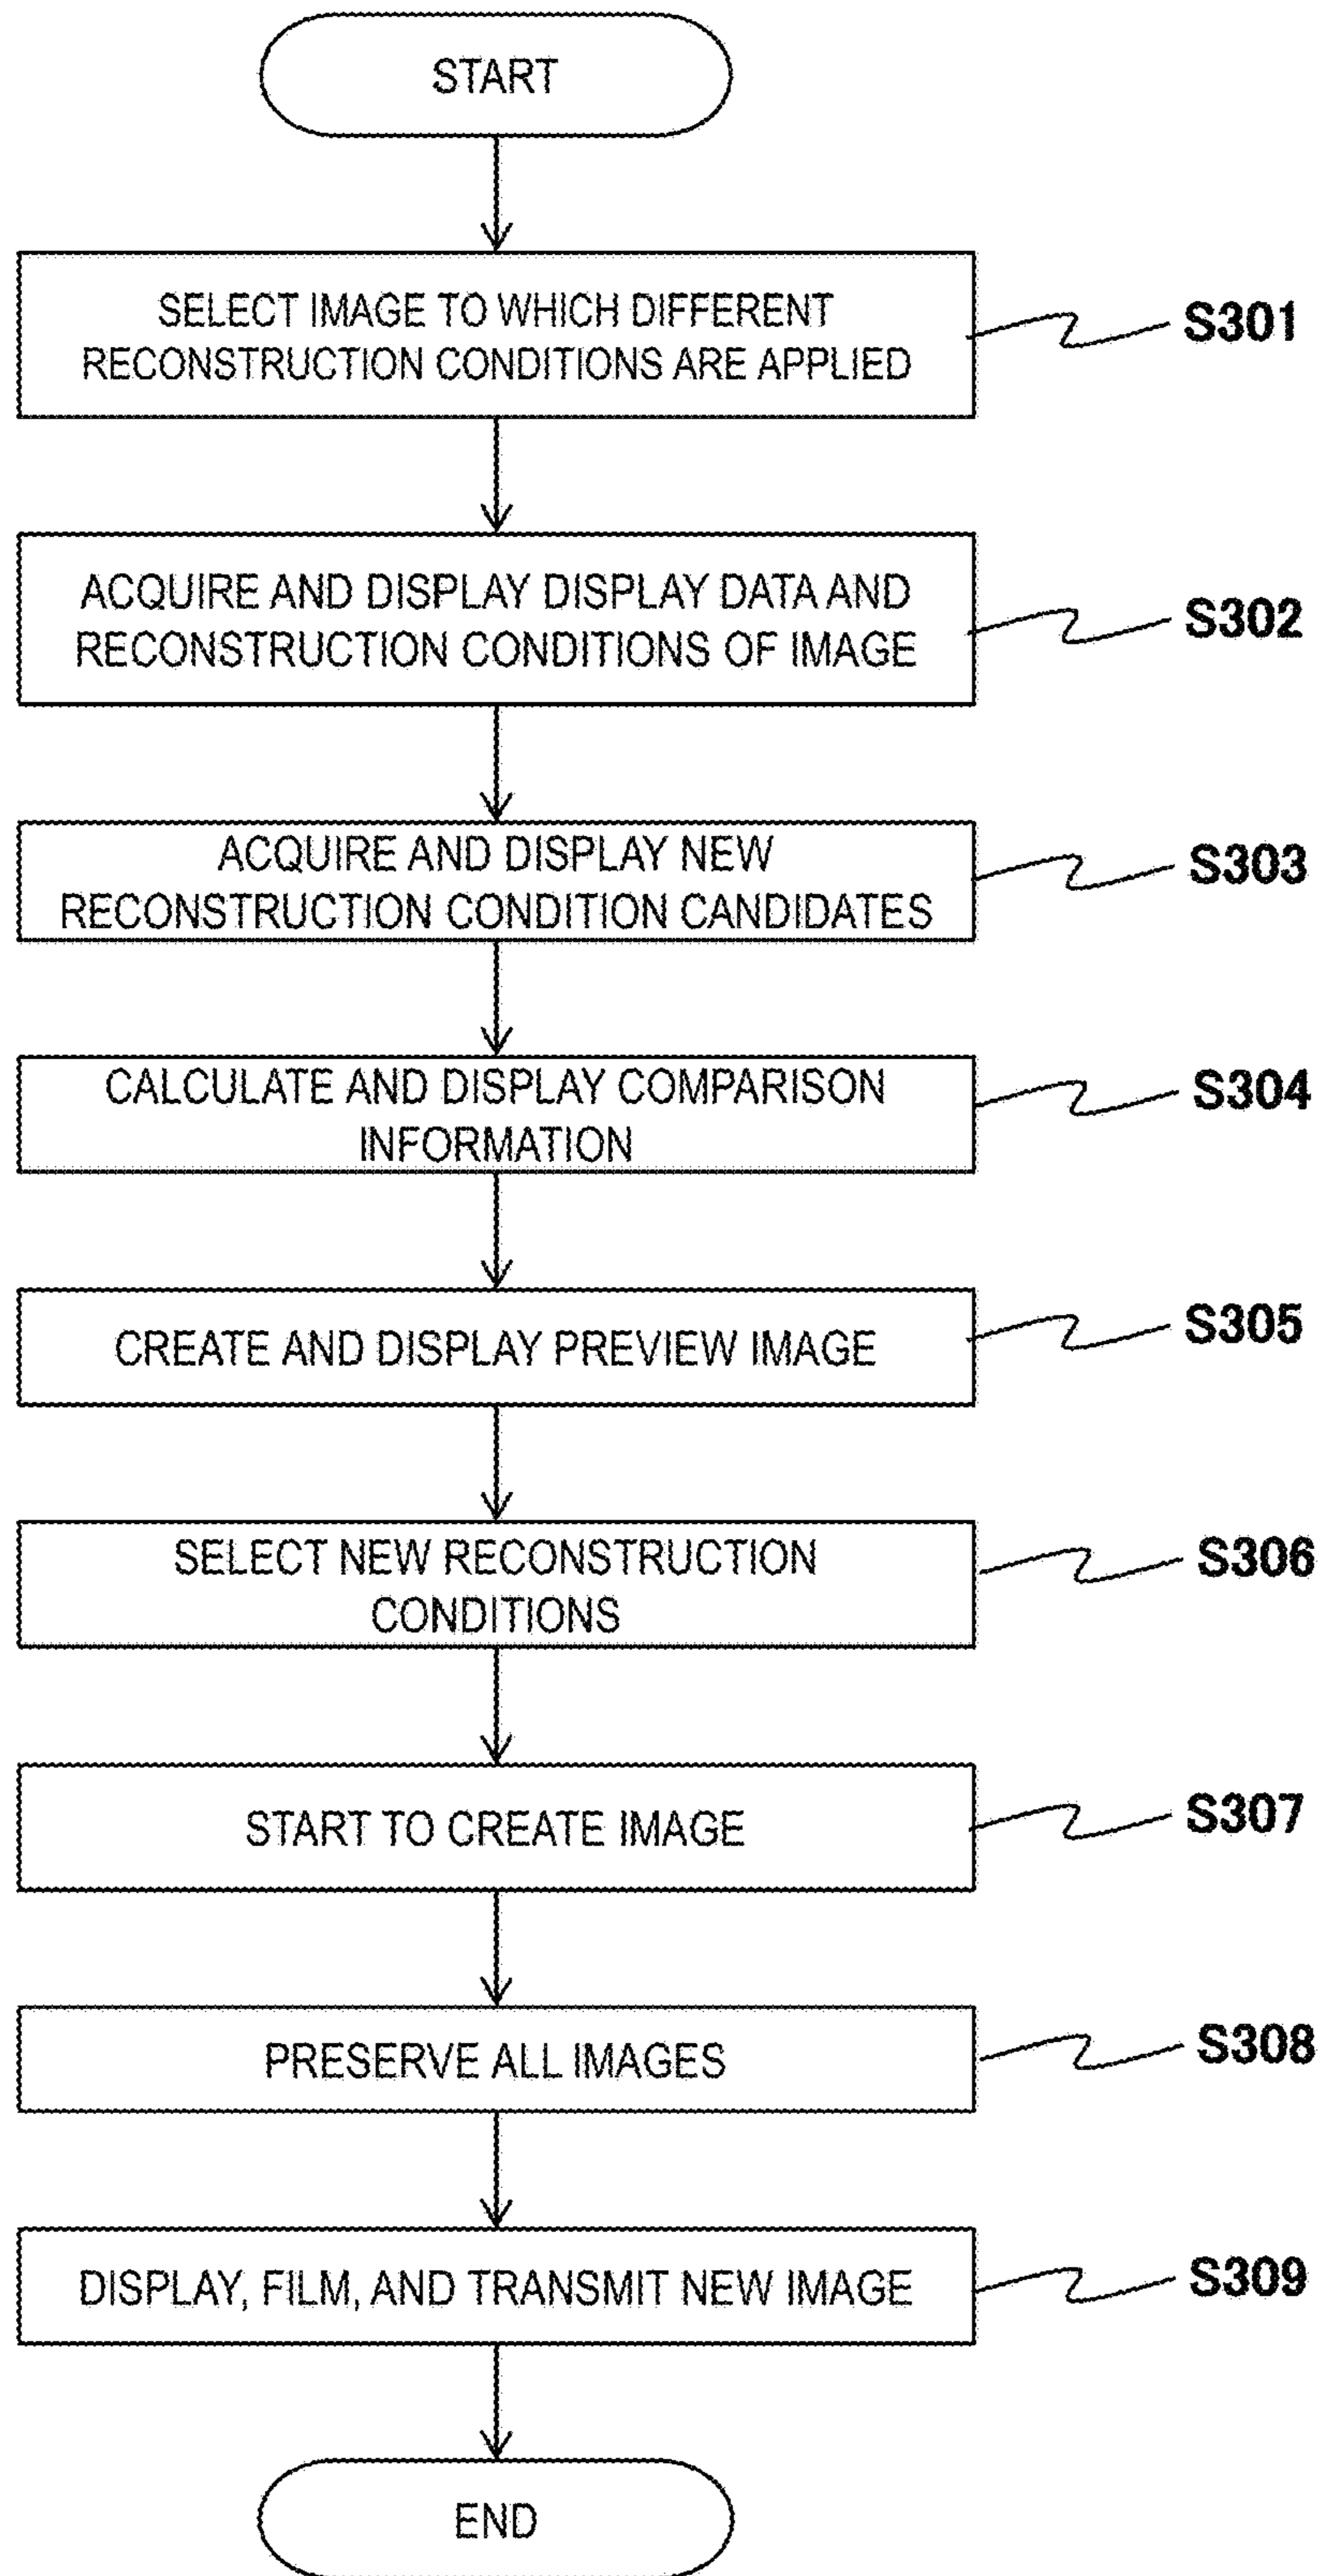 START
SELECT IMAGE TO WHICH DIFFERENT
RECONSTRUCTION CONDITIONS ARE APPLIED
S301
ACQUIRE AND DISPLAY DISPLAY DATA AND
RECONSTRUCTION CONDITIONS OF IMAGE
S302
ACQUIRE AND DISPLAY NEW
RECONSTRUCTION CONDITION CANDIDATES
S303
CALCULATE AND DISPLAY COMPARISON
INFORMATION
S304
CREATE AND DISPLAY PREVIEW IMAGE
S305
SELECT NEW RECONSTRUCTION
CONDITIONS
S306
START TO CREATE IMAGE
S307
PRESERVE ALL IMAGES
S308
DISPLAY, FILM, AND TRANSMIT NEW IMAGE
S309
END